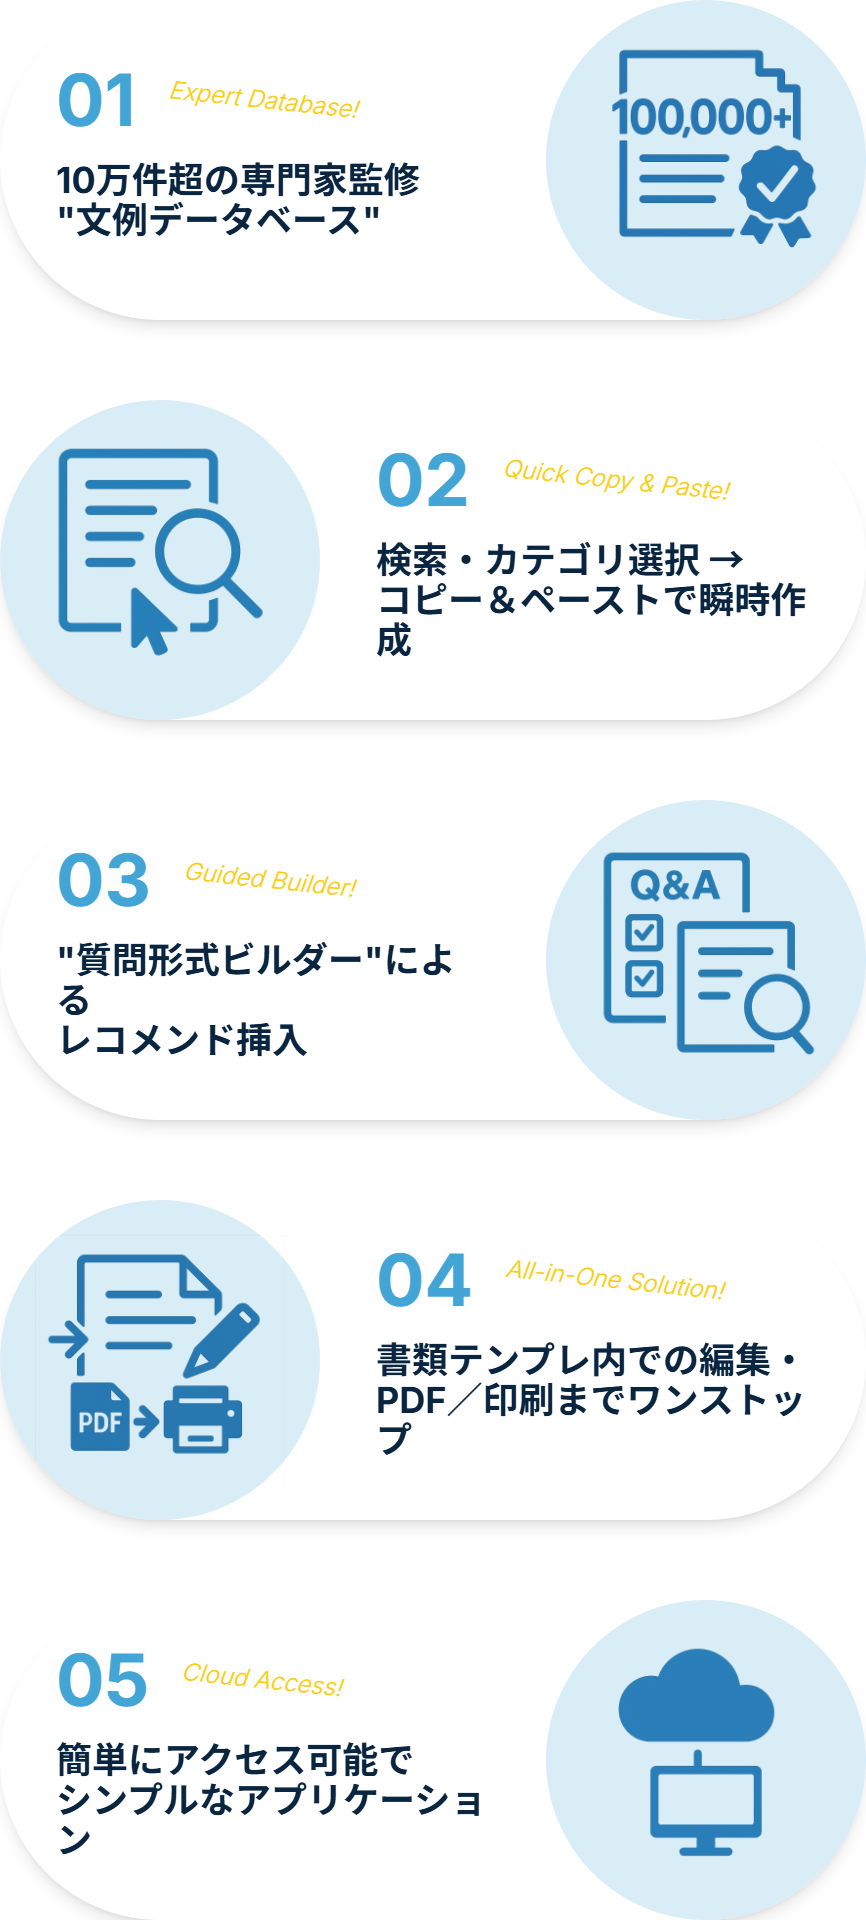 01 Expert Database!
100,000+
10万件超の専門家監修
"文例データベース"
02 Quick Copy & Paste!
検索・カテゴリ選択 →
コピー＆ペーストで瞬時作
成
03 Guided Builder!
Q&A
"質問形式ビルダー"によ
る
レコメンド挿入
04 All-in-One Solution!
書類テンプレ内での編集・
PDF／印刷までワンストッ
プ
PDF
05 Cloud Access!
簡単にアクセス可能で
シンプルなアプリケーショ
ン